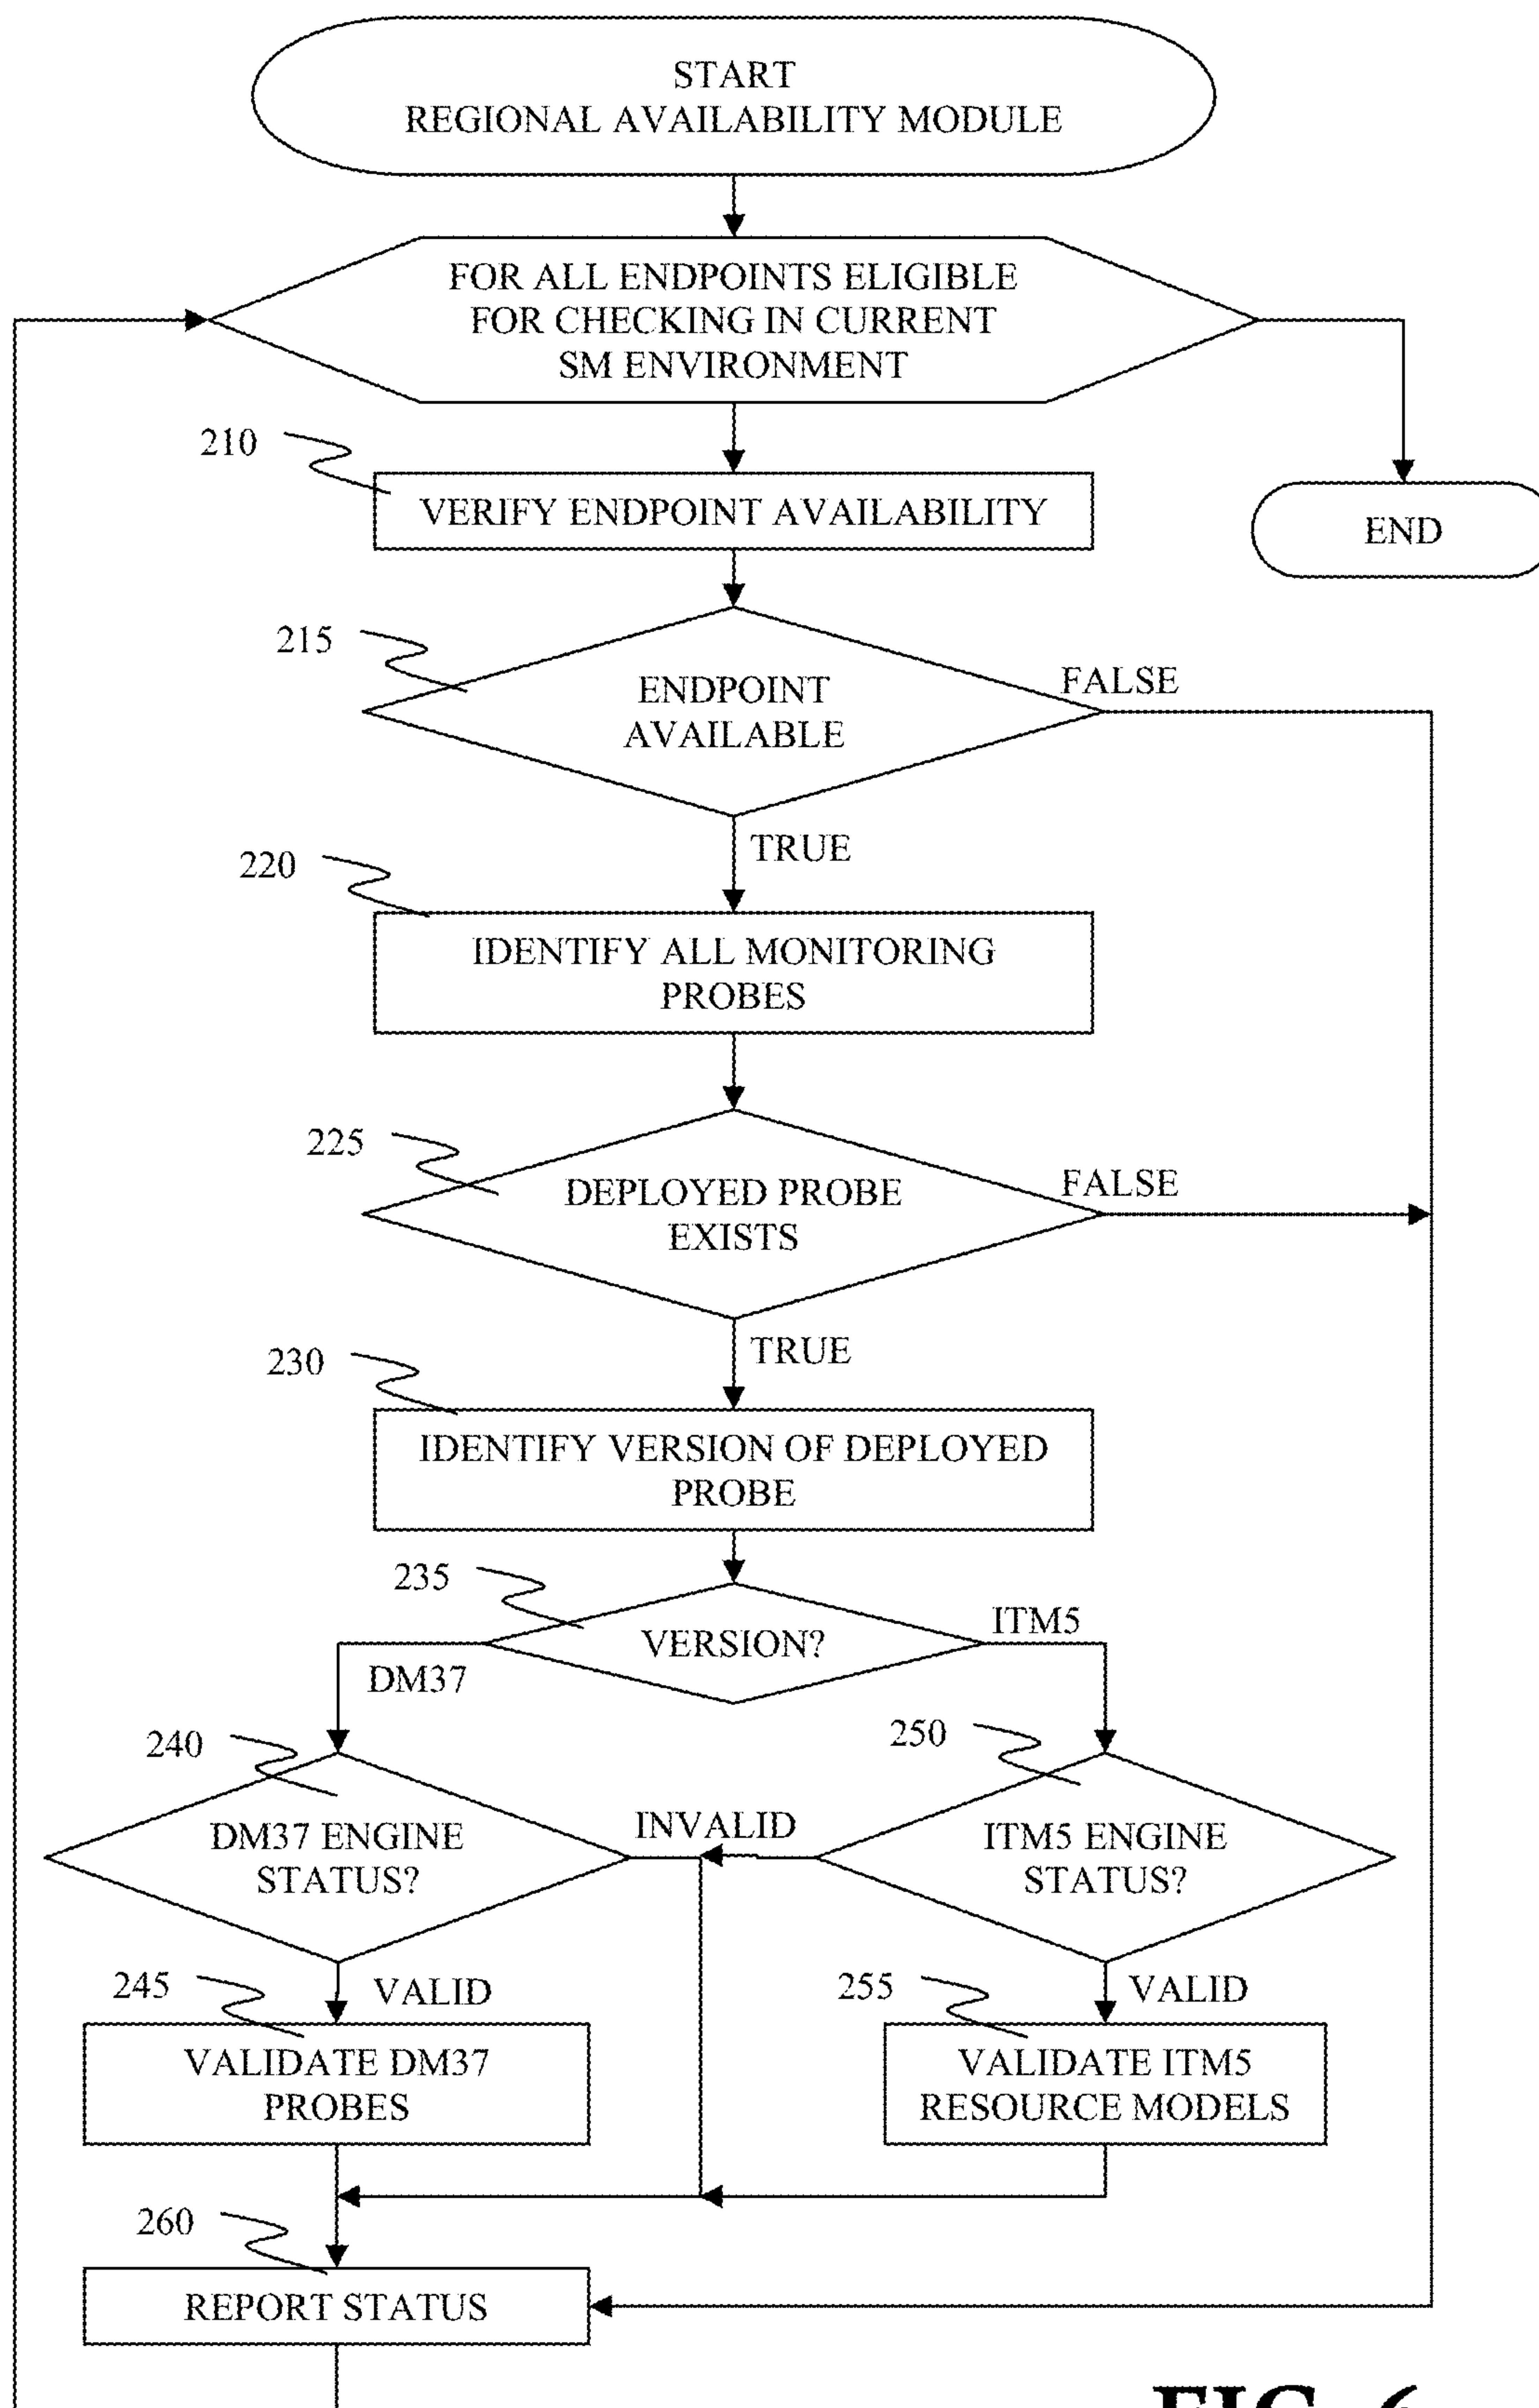 START
REGIONAL AVAILABILITY MODULE
FOR ALL ENDPOINTS ELIGIBLE
FOR CHECKING IN CURRENT
SM ENVIRONMENT
210
VERIFY ENDPOINT AVAILABILITY
END
215
ENDPOINT
AVAILABLE
FALSE
TRUE
220
IDENTIFY ALL MONITORING
PROBES
225
DEPLOYED PROBE
EXISTS
FALSE
TRUE
230
IDENTIFY VERSION OF DEPLOYED
PROBE
235
VERSION?
ITM5
DM37
240
250
DM37 ENGINE
STATUS?
INVALID
ITM5 ENGINE
STATUS?
245
VALID
255
VALID
VALIDATE DM37
PROBES
VALIDATE ITM5
RESOURCE MODELS
260
REPORT STATUS
FIG. 6